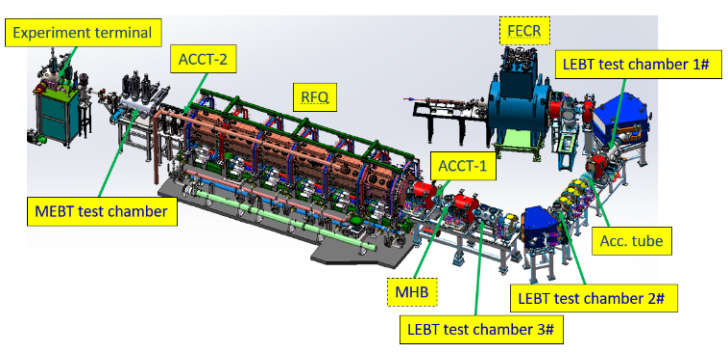 Experiment terminal
FECR
ACCT-2
LEBT test chamber 1#
RFQ
ACCT-1
MEBT test chamber
Acc. tube
MHB
LEBT test chamber 2#
LEBT test chamber 3#